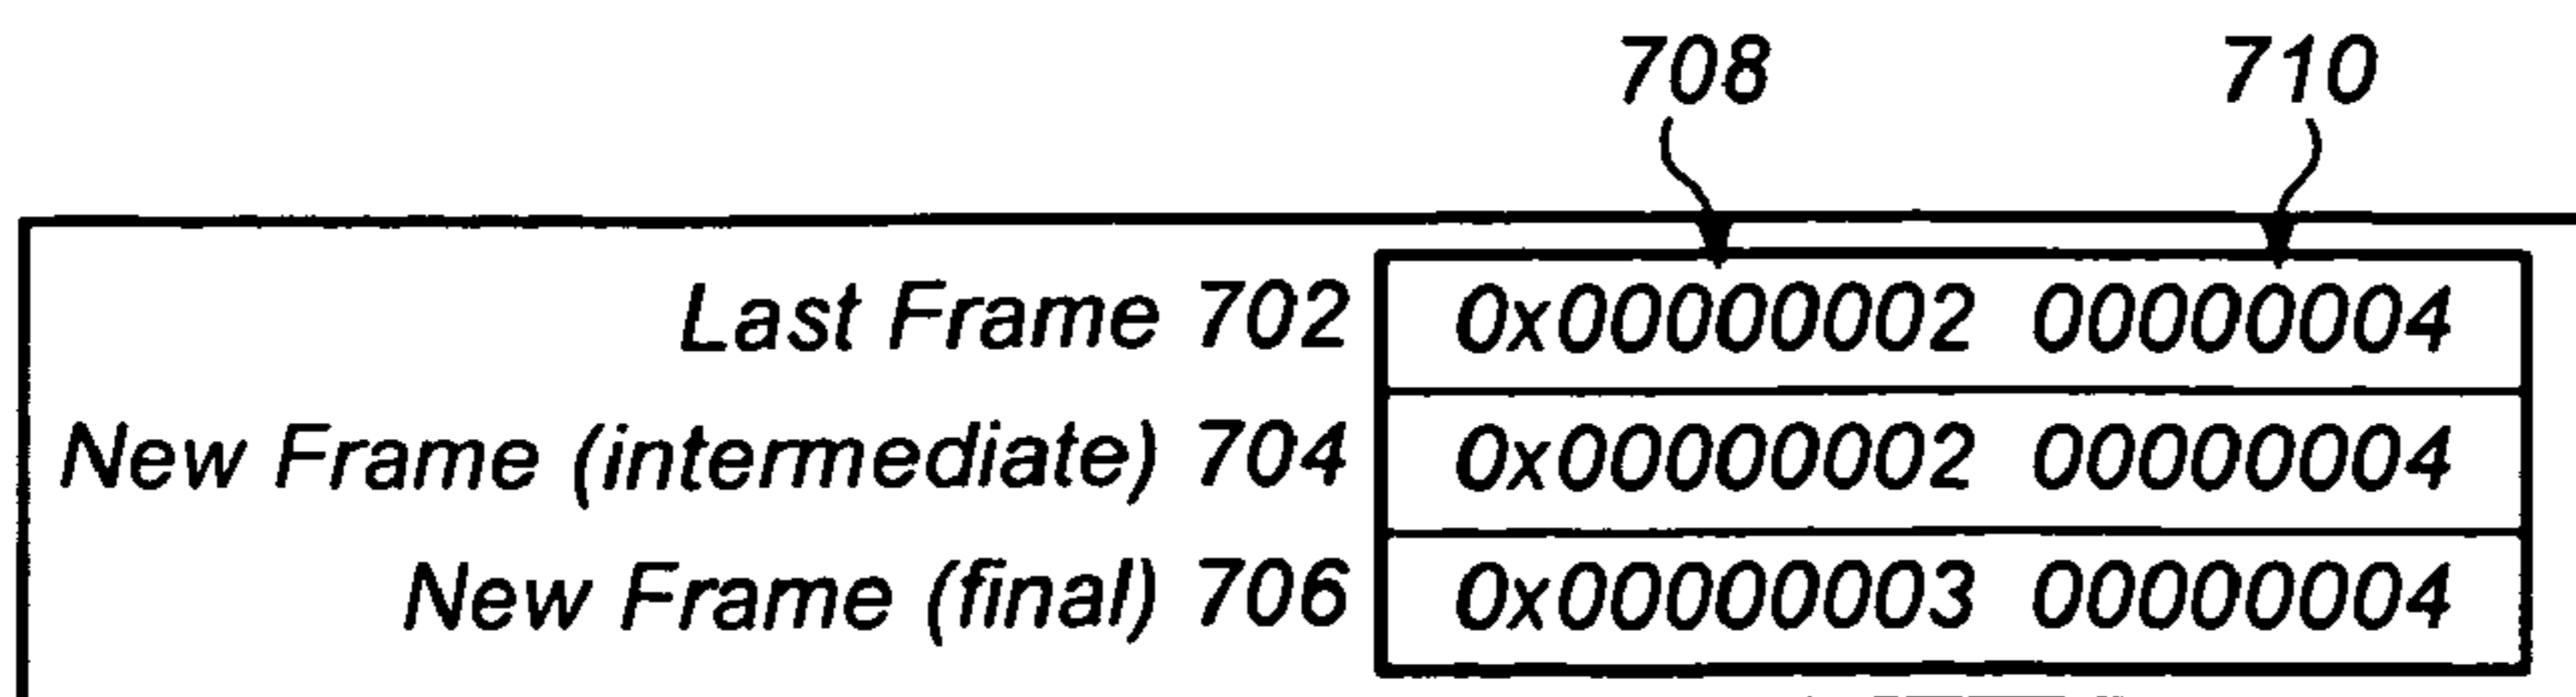 708 710
Last Frame 702 0x00000002 00000004
New Frame (intermediate) 704 0x00000002 00000004
New Frame (final) 706 0x00000003 00000004